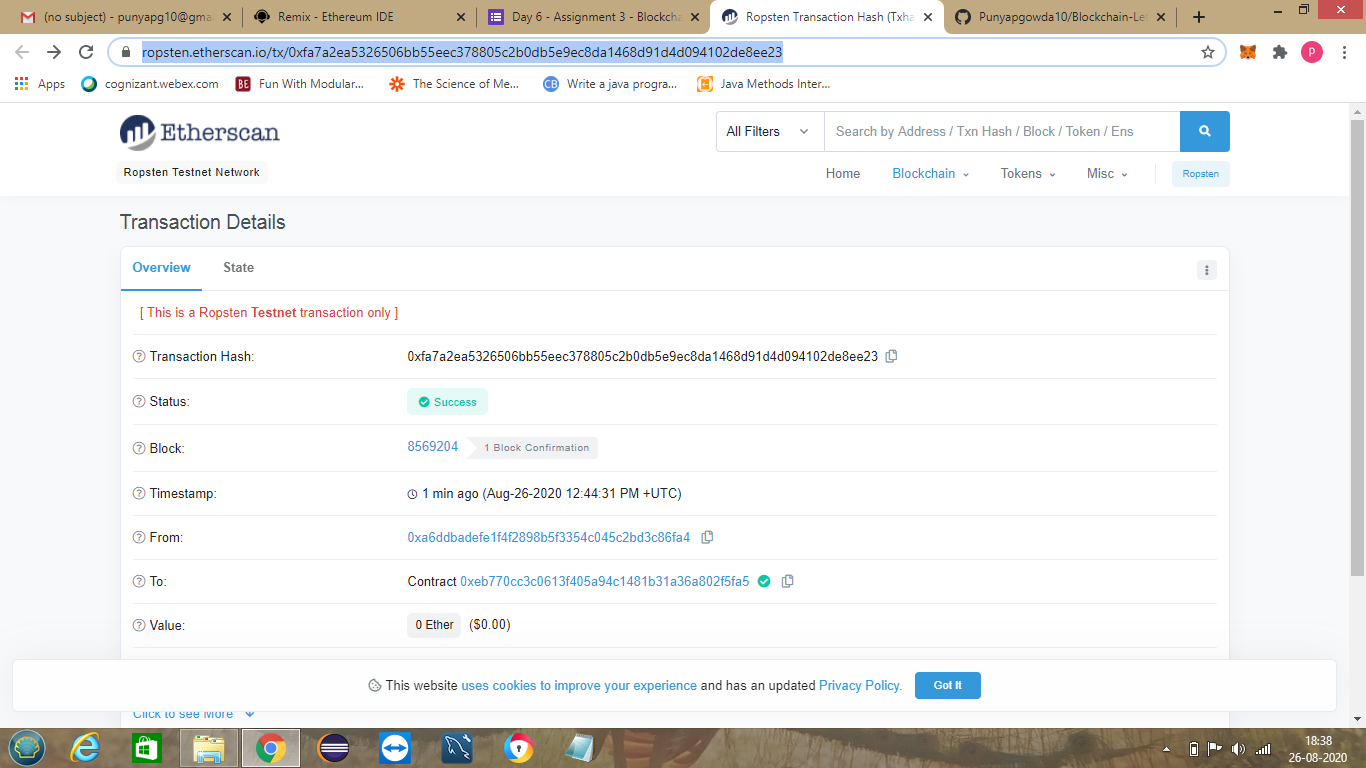 (no subject) - punyapg10@gma
Remix - Ethereum IDE
Day 6 - Assignment 3 - Blockcha
Ropsten Transaction Hash (Txha
Punyapgowda10/Blockchain-Le
ropsten.etherscan.io/tx/0xfa7a2ea5326506bb55eec378805c2b0db5e9ec8da1468d91d4d094102de8ee23
P
Apps
cognizant.webex.com
BE
Fun With Modular...
The Science of Me...
CB
Write a java progra...
Java Methods Inter...
Etherscan
All Filters
Search by Address / Txn Hash / Block / Token / Ens
Ropsten Testnet Network
Home
Blockchain
Tokens
Misc
Ropsten
Transaction Details
Overview
State
[ This is a Ropsten Testnet transaction only ]
Transaction Hash:
0xfa7a2ea5326506bb55eec378805c2b0db5e9ec8da1468d91d4d094102de8ee23
Status:
Success
Block:
8569204
1 Block Confirmation
Timestamp:
1 min ago (Aug-26-2020 12:44:31 PM +UTC)
From:
0xa6ddbadefe1f4f2898b5f3354c045c2bd3c86fa4
To:
Contract 0xeb770cc3c0613f405a94c1481b31a36a802f5fa5
Value:
0 Ether ($0.00)
This website uses cookies to improve your experience and has an updated Privacy Policy.
Got It
Click to see More
18:38
26-08-2020